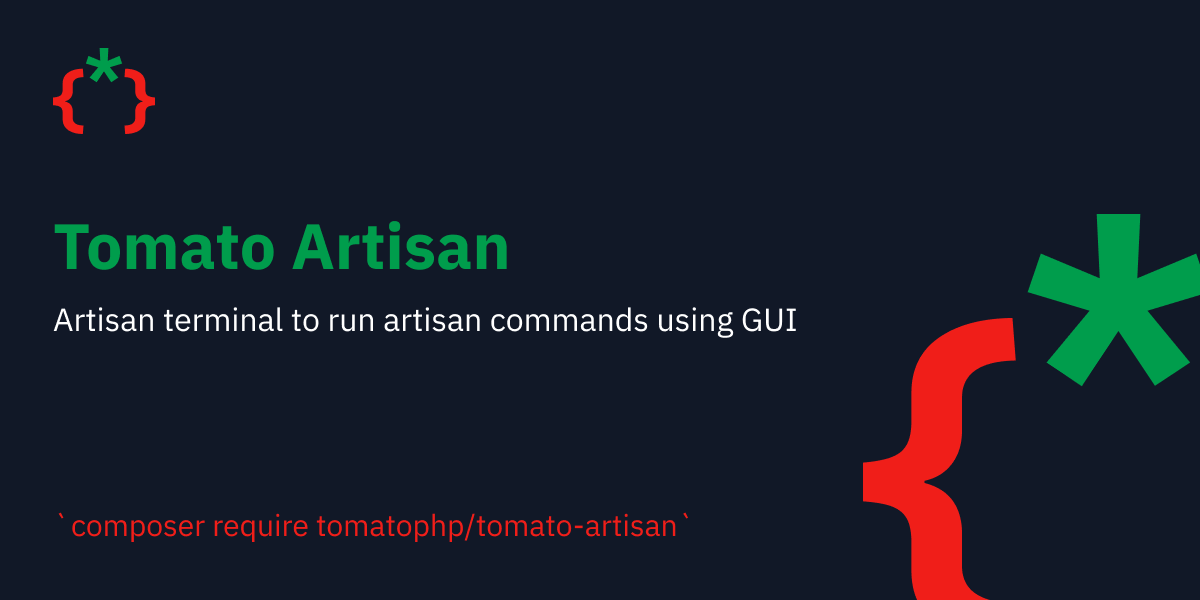 {*}
Tomato Artisan
Artisan terminal to run artisan commands using GUI
`composer require tomatophp/tomato-artisan`